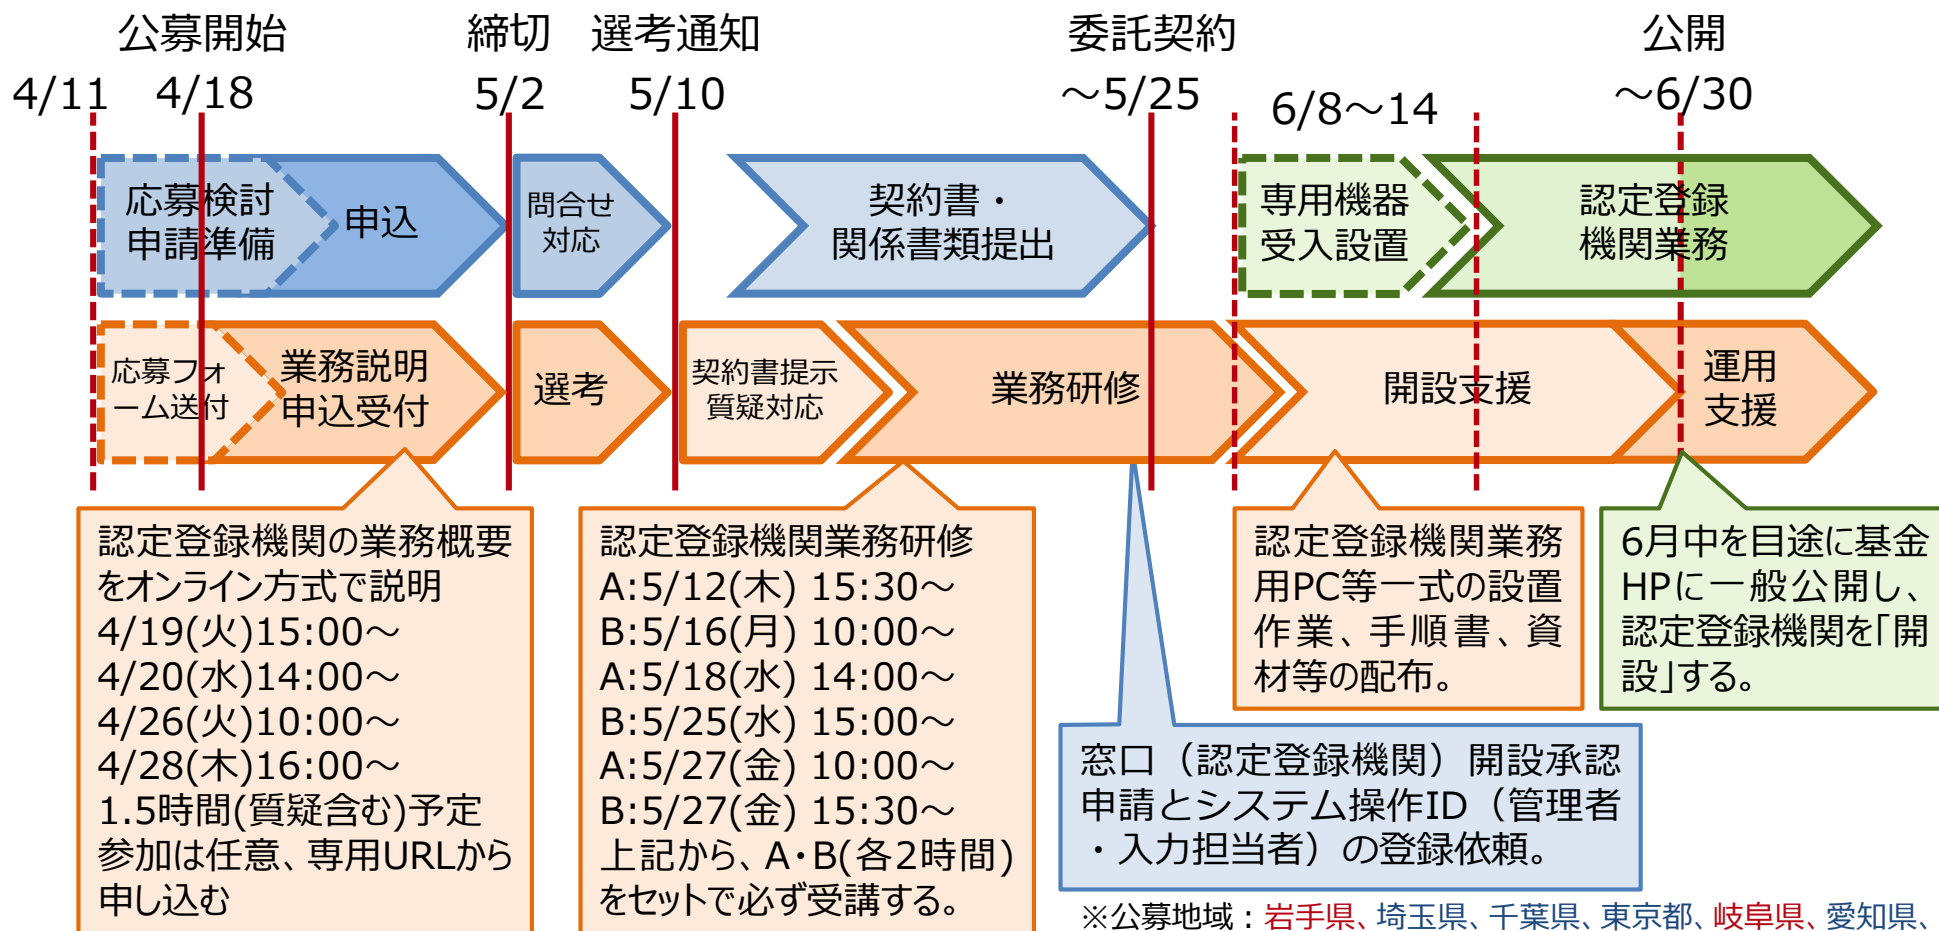 公募開始
締切
選考通知
委託契約
公開
4/11
4/18
5/2
5/10
～5/25
6/8～14
～6/30
応募検討
申請準備
申込
問合せ
対応
契約書・
関係書類提出
専用機器
受入設置
認定登録
機関業務
応募フォ
ーム送付
業務説明
申込受付
選考
契約書提示
質疑対応
業務研修
開設支援
運用
支援
認定登録機関の業務概要
をオンライン方式で説明
4/19(火)15:00～
4/20(水)14:00～
4/26(火)10:00～
4/28(木)16:00～
1.5時間(質疑含む)予定
参加は任意、専用URLから
申し込む
認定登録機関業務研修
A:5/12(木) 15:30～
B:5/16(月) 10:00～
A:5/18(水) 14:00～
B:5/25(水) 15:00～
A:5/27(金) 10:00～
B:5/27(金) 15:30～
上記から、A・B(各2時間)
をセットで必ず受講する。
窓口（認定登録機関）開設承認
申請とシステム操作ID（管理者
・入力担当者）の登録依頼。
認定登録機関業務
用PC等一式の設置
作業、手順書、資
材等の配布。
6月中を目途に基金
HPに一般公開し、
認定登録機関を「開
設」する。
※公募地域：岩手県、埼玉県、千葉県、東京都、岐阜県、愛知県、